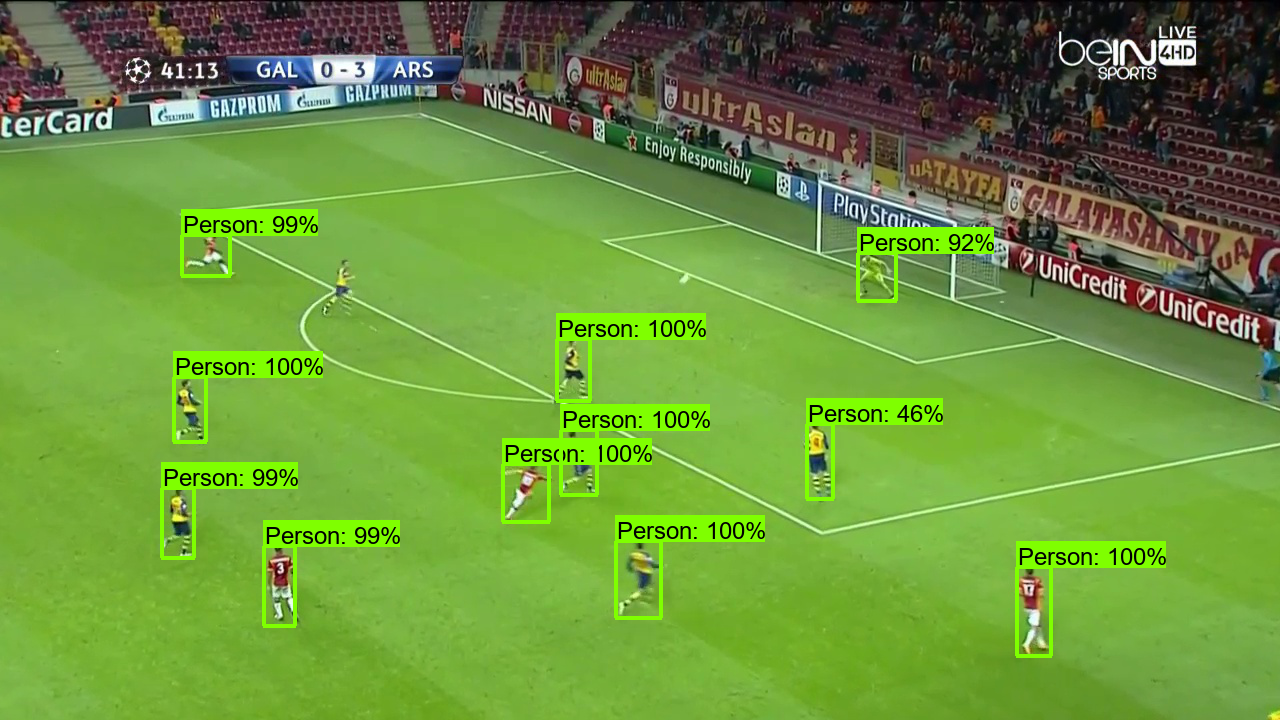 LIVE
beIN 4HD
SPORTS
41:13 GAL 0 - 3 ARS
terCard GAZPROM GAZPROM
NISSAN
ultrAslan
ultrAslan
Enjoy Responsibly
uATAYFA
PlayStation
GALATASARAY uA
UniCredit UniCredit
Person: 99%
Person: 92%
Person: 100%
Person: 100%
Person: 46%
Person: 100%
Person: 100%
Person: 99%
Person: 99%
Person: 100%
Person: 100%
3